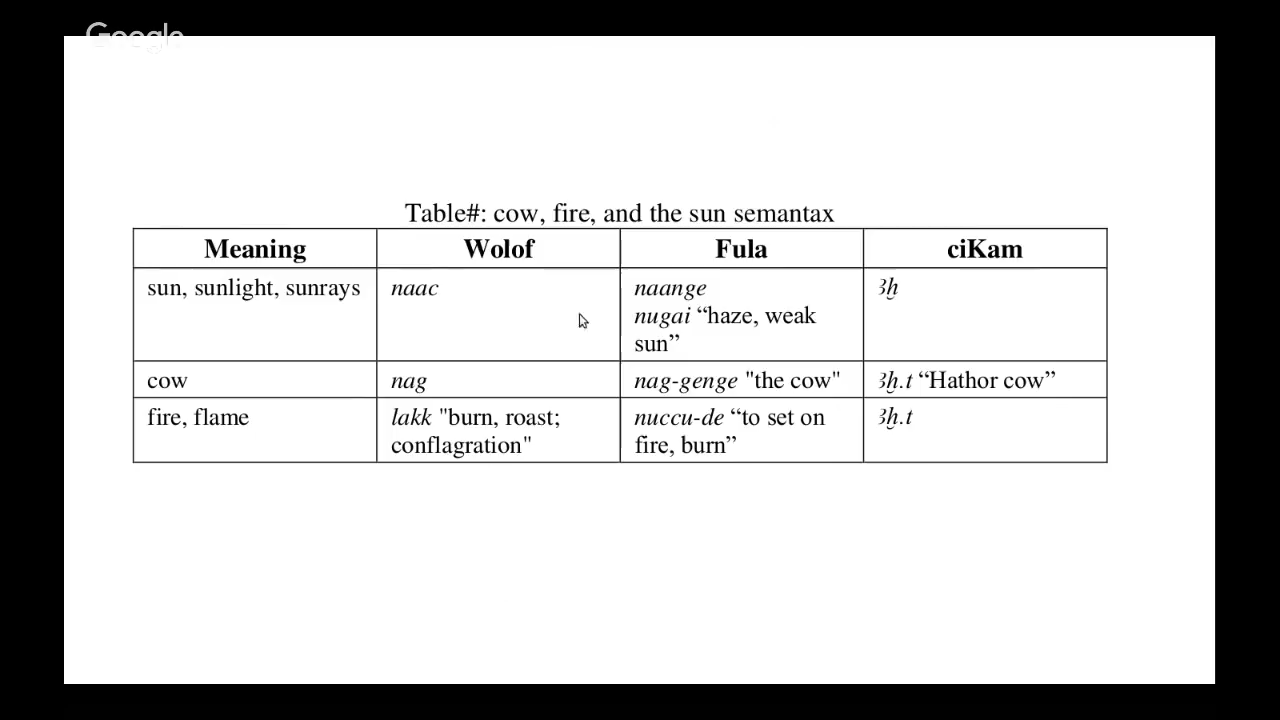 Google
Table#: cow, fire, and the sun semantax
Meaning Wolof Fula ciKam
sun, sunlight, sunrays naac naange ꜣḫ
nugai “haze, weak
sun”
cow nag nag-genge "the cow" ꜣḫ.t “Hathor cow”
fire, flame lakk "burn, roast; nuccu-de “to set on ꜣḫ.t
conflagration" fire, burn”